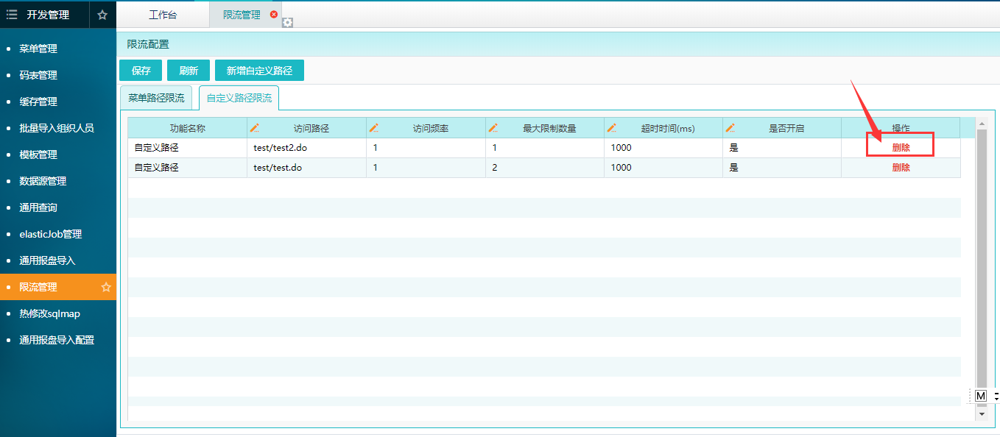 开发管理
工作台
限流管理
菜单管理
码表管理
缓存管理
批量导入组织人员
模板管理
数据源管理
通用查询
elasticJob管理
通用报盘导入
限流管理
热修改sqlmap
通用报盘导入配置
限流配置
保存 刷新 新增自定义路径
菜单路径限流 自定义路径限流
功能名称 访问路径 访问频率 最大限制数量 超时时间(ms) 是否开启 操作
自定义路径 test/test2.do 1 1 1000 是 删除
自定义路径 test/test.do 1 2 1000 是 删除
M